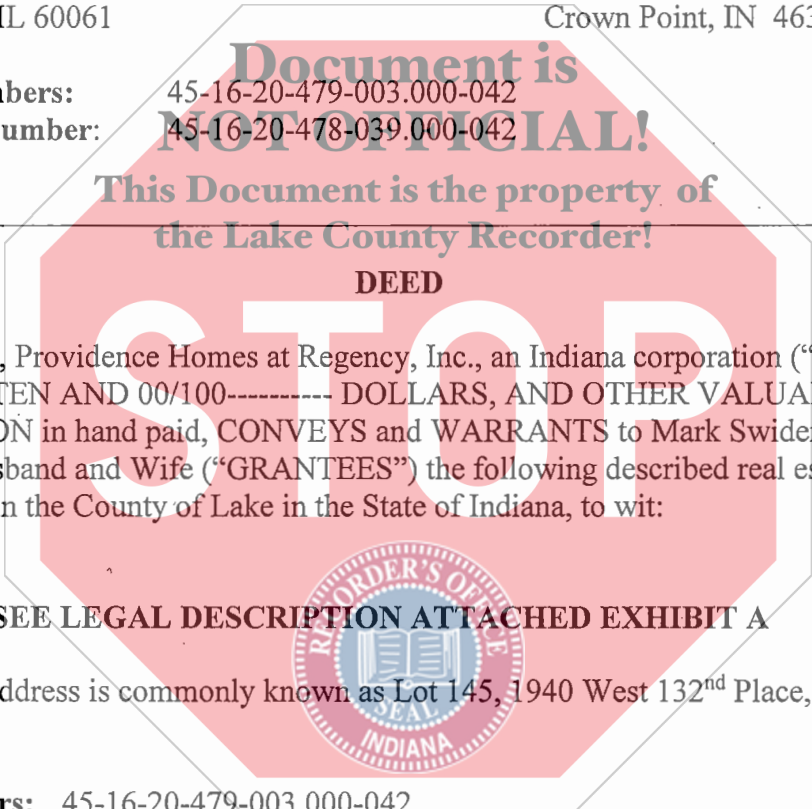 IL 60061 Crown Point, IN 463
Document is
nbers: 45-16-20-479-003.000-042
NOT OFFICIAL!
umber: 45-16-20-478-039.000-042
This Document is the property of
the Lake County Recorder!
DEED
STOP
, Providence Homes at Regency, Inc., an Indiana corporation ("
TEN AND 00/100---------- DOLLARS, AND OTHER VALUA
ON in hand paid, CONVEYS and WARRANTS to Mark Swide
sband and Wife ("GRANTEES") the following described real es
n the County of Lake in the State of Indiana, to wit:
RECORDER'S OFFICE
SEE LEGAL DESCRIPTION ATTACHED EXHIBIT A
ddress is commonly known as Lot 145, 1940 West 132nd Place,
SEAL
INDIANA
rs: 45-16-20-479-003.000-042